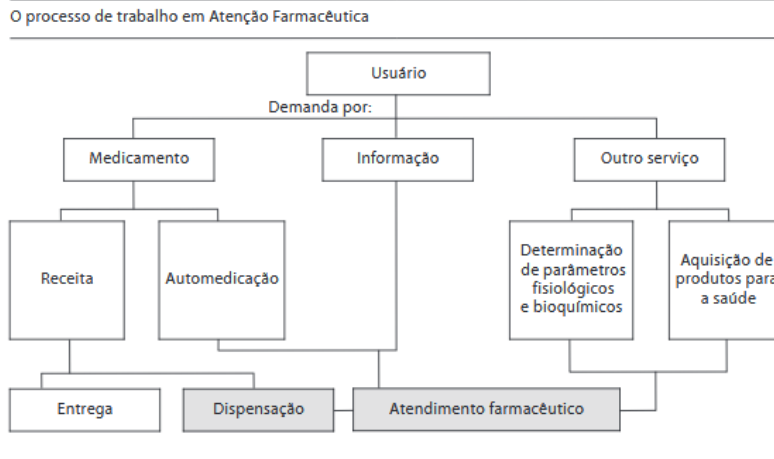 O processo de trabalho em Atenção Farmacêutica
Usuário
Demanda por:
Medicamento
Informação
Outro serviço
Receita
Automedicação
Determinação
de parâmetros
fisiológicos
e bioquímicos
Aquisição de
produtos para
a saúde
Entrega
Dispensação
Atendimento farmacêutico